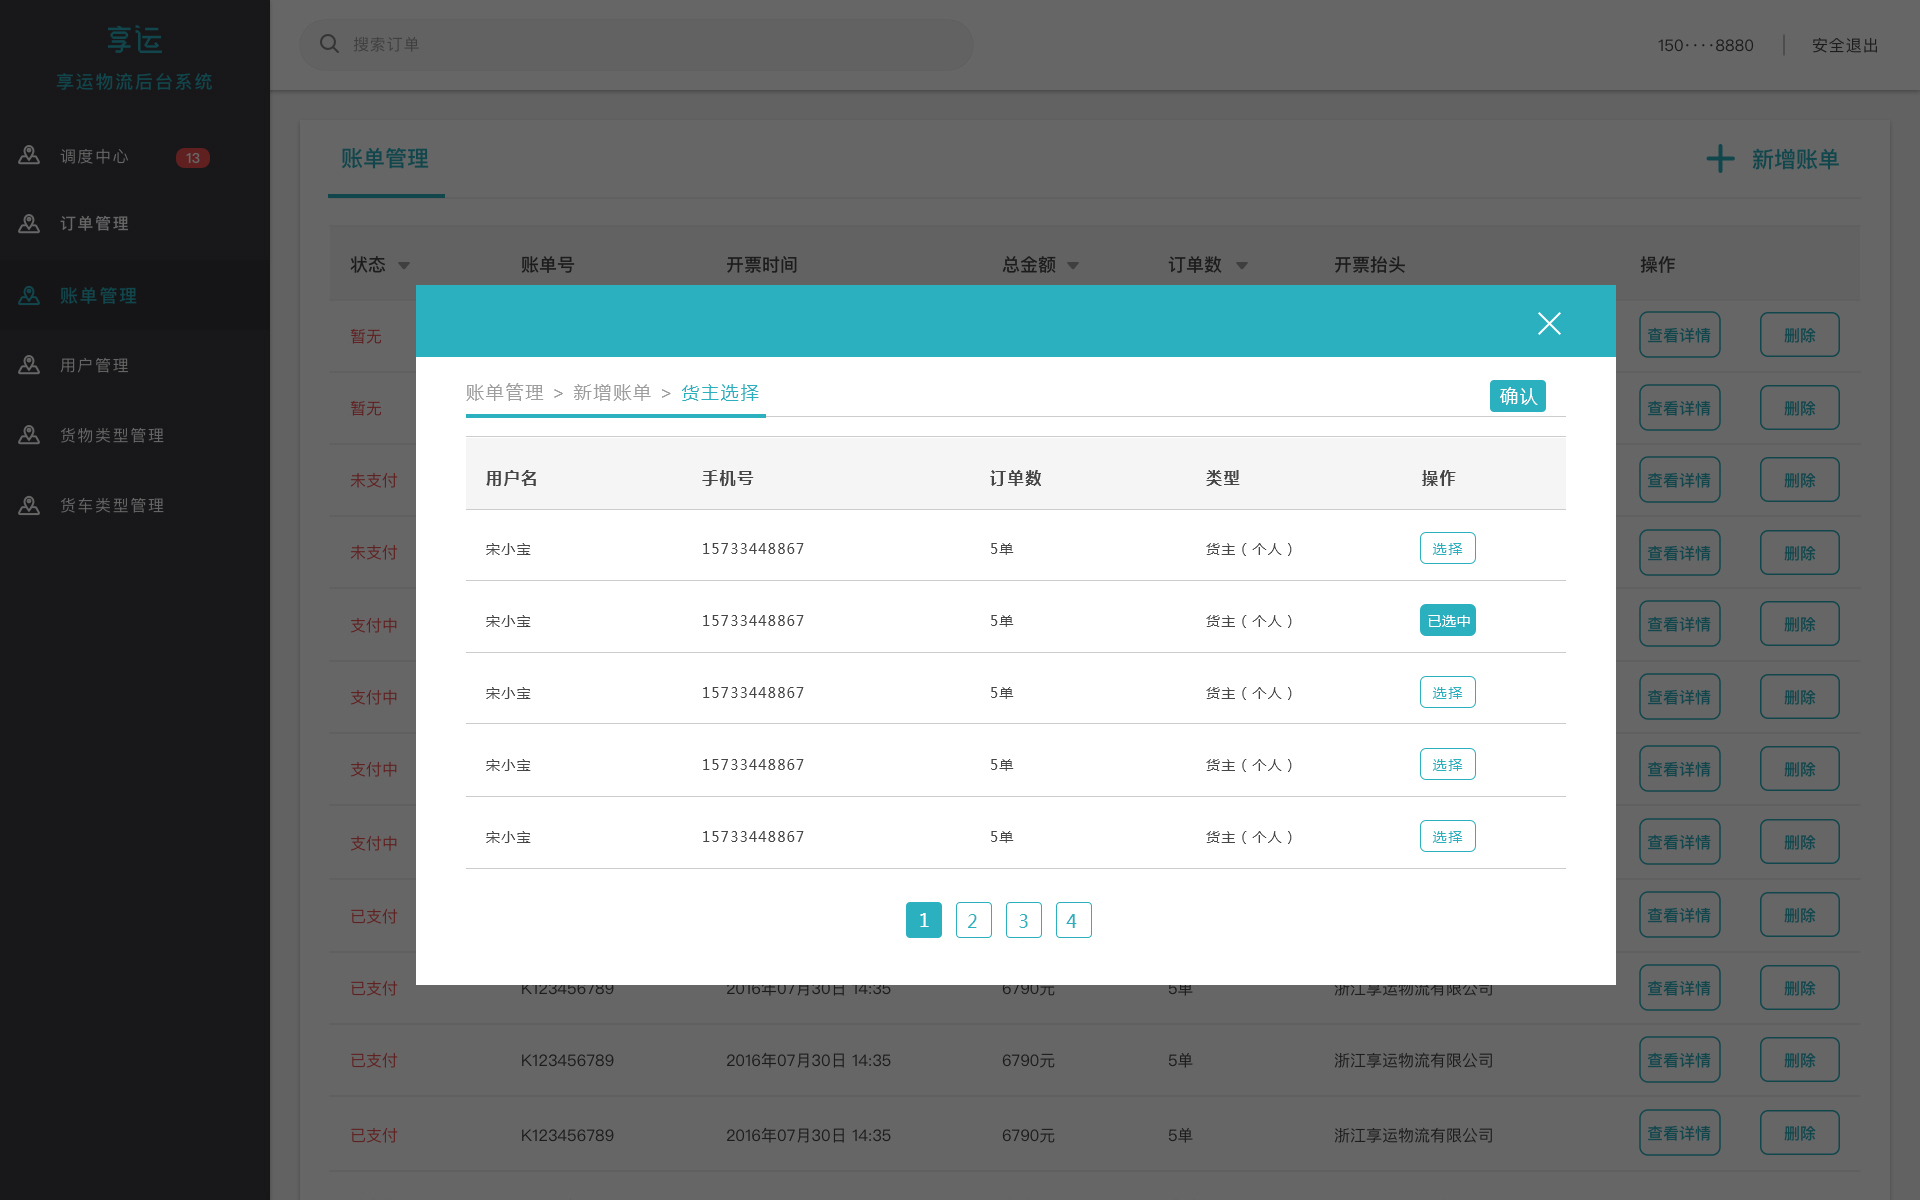 享运
享运物流后台系统
调度中心 13
订单管理
账单管理
用户管理
货物类型管理
货车类型管理
搜索订单
150····8880 安全退出
账单管理 新增账单
状态 账单号 开票时间 总金额 订单数 开票抬头 操作
暂无 查看详情 删除
暂无 查看详情 删除
未支付 查看详情 删除
未支付 查看详情 删除
支付中 查看详情 删除
支付中 查看详情 删除
支付中 查看详情 删除
支付中 查看详情 删除
已支付 查看详情 删除
已支付 K123456789 2016年07月30日 14:35 6790元 5单 浙江享运物流有限公司 查看详情 删除
已支付 K123456789 2016年07月30日 14:35 6790元 5单 浙江享运物流有限公司 查看详情 删除
已支付 K123456789 2016年07月30日 14:35 6790元 5单 浙江享运物流有限公司 查看详情 删除
账单管理 > 新增账单 > 货主选择 确认
用户名 手机号 订单数 类型 操作
宋小宝 15733448867 5单 货主（个人） 选择
宋小宝 15733448867 5单 货主（个人） 已选中
宋小宝 15733448867 5单 货主（个人） 选择
宋小宝 15733448867 5单 货主（个人） 选择
宋小宝 15733448867 5单 货主（个人） 选择
1 2 3 4